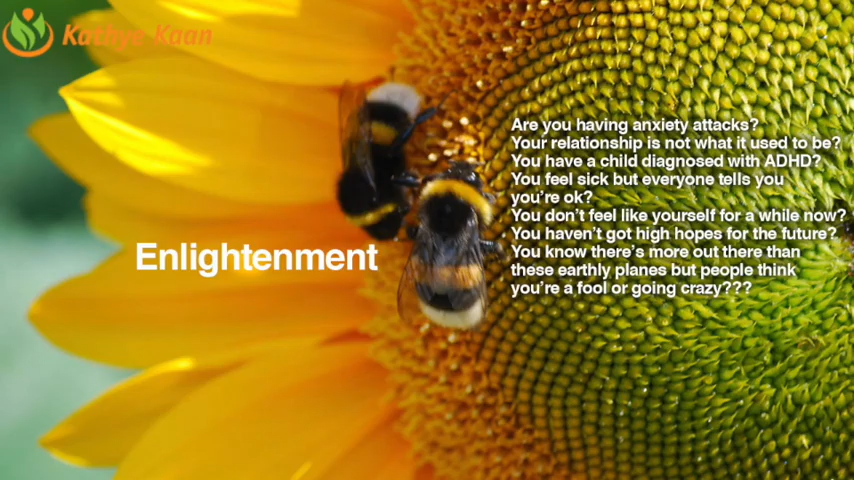 Kathye Kaan
Enlightenment
Are you having anxiety attacks?
Your relationship is not what it used to be?
You have a child diagnosed with ADHD?
You feel sick but everyone tells you
you're ok?
You don't feel like yourself for a while now?
You haven't got high hopes for the future?
You know there's more out there than
these earthly planes but people think
you're a fool or going crazy???